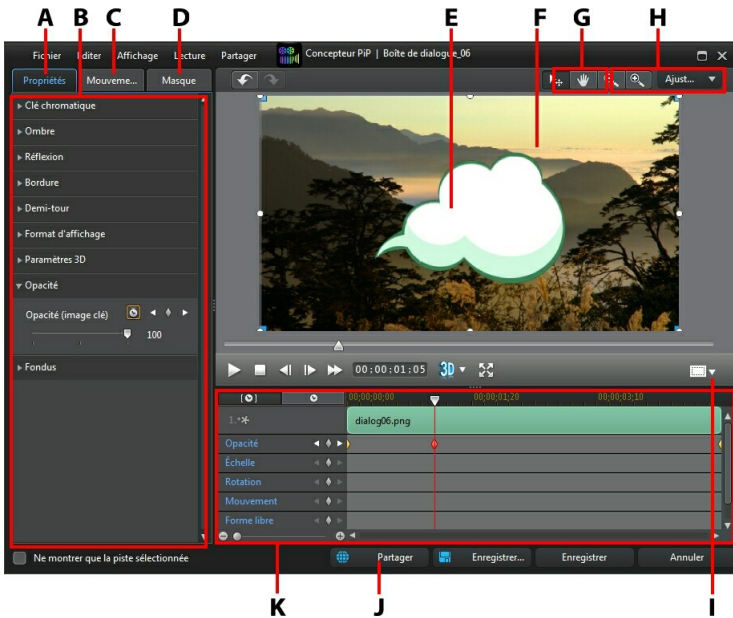 A B C D E F G H
Fichier Editer Affichage Lecture Partager Concepteur PiP | Boîte de dialogue_06
Propriétés Mouveme... Masque Ajust...
Clé chromatique
Ombre
Réflexion
Bordure
Demi-tour
Format d'affichage
Paramètres 3D
Opacité
Opacité (image clé)
100
Fondus
00;00;01;05 3D
00;00;00;00 00;00;01;20 00;00;03;10
1. dialog06.png
Opacité
Échelle
Rotation
Mouvement
Forme libre
Ne montrer que la piste sélectionnée Partager Enregistrer... Enregistrer Annuler
K J I